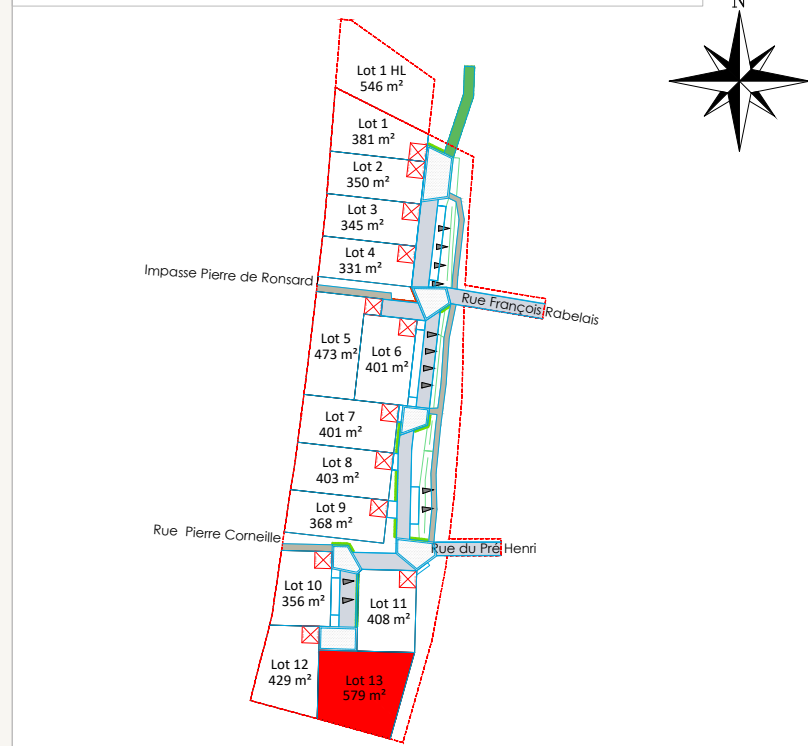 N
Lot 1 HL
546 m²
Lot 1
381 m²
Lot 2
350 m²
Lot 3
345 m²
Lot 4
331 m²
Impasse Pierre de Ronsard
Rue François Rabelais
Lot 5
473 m²
Lot 6
401 m²
Lot 7
401 m²
Lot 8
403 m²
Lot 9
368 m²
Rue Pierre Corneille
Rue du Pré Henri
Lot 10
356 m²
Lot 11
408 m²
Lot 12
429 m²
Lot 13
579 m²